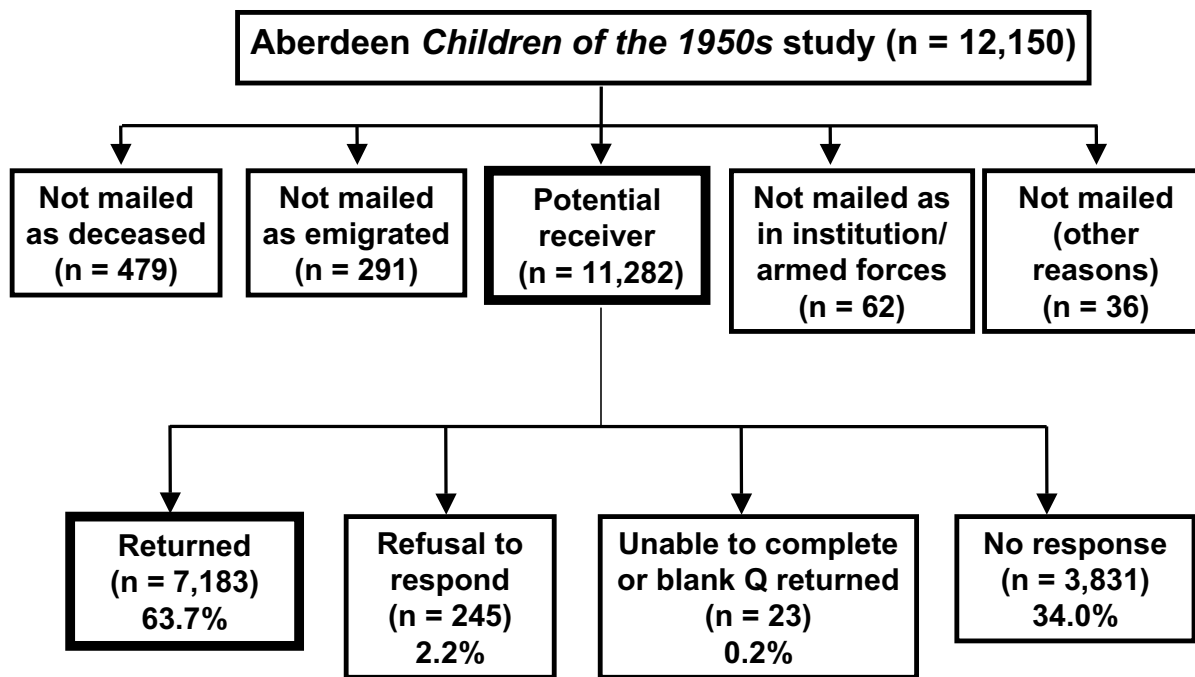 Aberdeen Children of the 1950s study (n = 12,150)
Not mailed
as deceased
(n = 479)
Not mailed
as emigrated
(n = 291)
Potential
receiver
(n = 11,282)
Not mailed as
in institution/
armed forces
(n = 62)
Not mailed
(other
reasons)
(n = 36)
Returned
(n = 7,183)
63.7%
Refusal to
respond
(n = 245)
2.2%
Unable to complete
or blank Q returned
(n = 23)
0.2%
No response
(n = 3,831)
34.0%